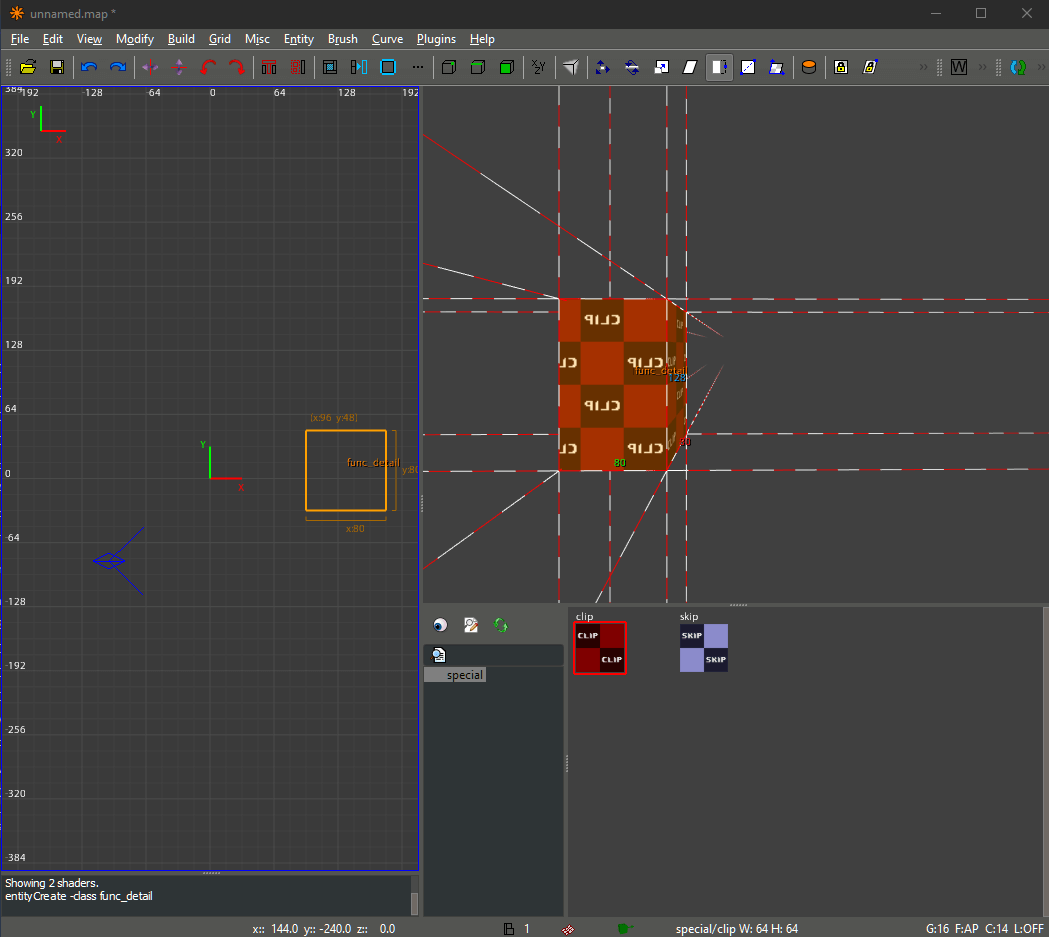 unnamed.map *
File Edit View Modify Build Grid Misc Entity Brush Curve Plugins Help
192 -128 -64 0 64 128 192
384
Y
X
320
256
192
128
64
0
-64
-128
-192
-256
-320
-384
(x:96 y:48)
func_detail
y:80
x:80
Y
X
CLIP
CLIP
CLIP
CLIP
func_detail
128
80
clip
skip
CLIP
CLIP
SKIP
SKIP
special
Showing 2 shaders.
entityCreate -class func_detail
x:: 144.0 y:: -240.0 z:: 0.0
1
special/clip W: 64 H: 64
G:16 F:AP C:14 L:OFF